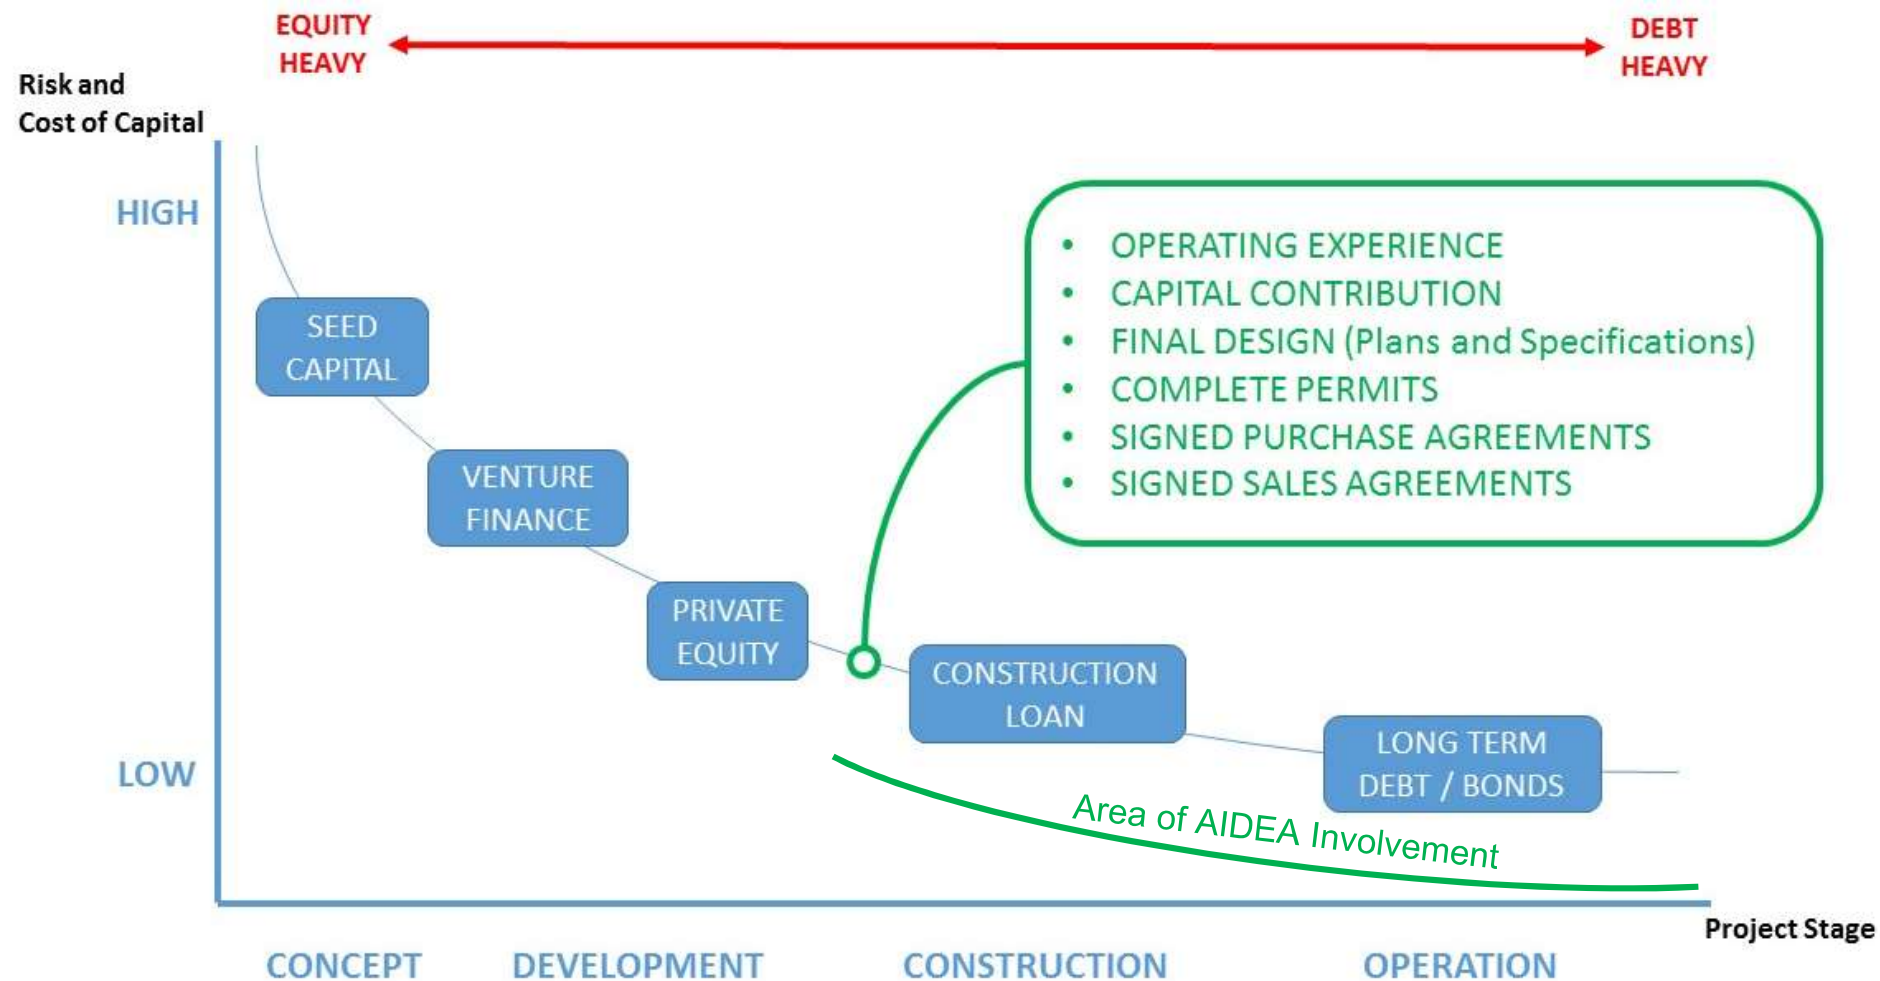 EQUITY
HEAVY
DEBT
HEAVY
Risk and
Cost of Capital
HIGH
• OPERATING EXPERIENCE
• CAPITAL CONTRIBUTION
• FINAL DESIGN (Plans and Specifications)
• COMPLETE PERMITS
• SIGNED PURCHASE AGREEMENTS
• SIGNED SALES AGREEMENTS
SEED
CAPITAL
VENTURE
FINANCE
PRIVATE
EQUITY
CONSTRUCTION
LOAN
LONG TERM
DEBT / BONDS
LOW
Area of AIDEA Involvement
Project Stage
CONCEPT
DEVELOPMENT
CONSTRUCTION
OPERATION